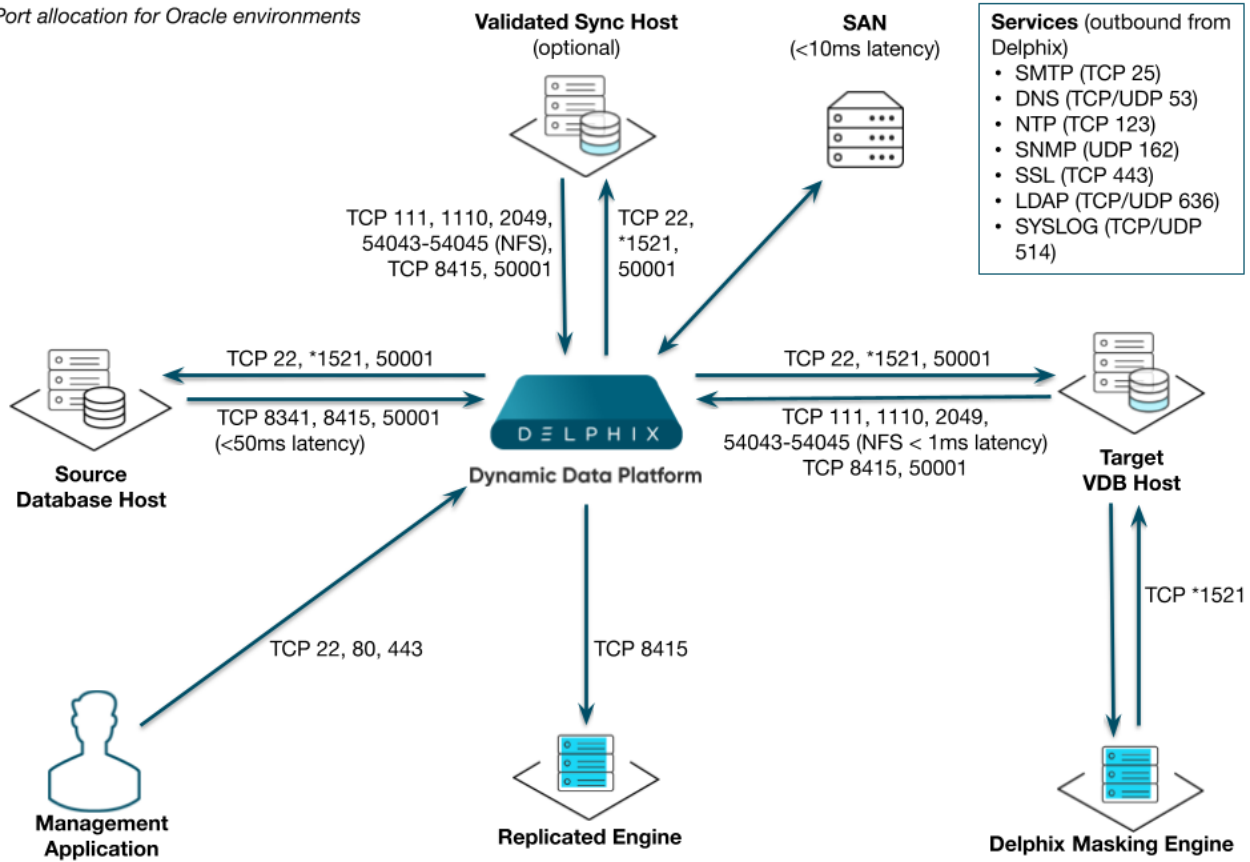 Port allocation for Oracle environments
Validated Sync Host
(optional)
SAN
(<10ms latency)
Services (outbound from
Delphix)
• SMTP (TCP 25)
• DNS (TCP/UDP 53)
• NTP (TCP 123)
• SNMP (UDP 162)
• SSL (TCP 443)
• LDAP (TCP/UDP 636)
• SYSLOG (TCP/UDP
514)
TCP 111, 1110, 2049,
54043-54045 (NFS),
TCP 8415, 50001
TCP 22,
*1521,
50001
TCP 22, *1521, 50001
TCP 8341, 8415, 50001
(<50ms latency)
Source
Database Host
DELPHIX
Dynamic Data Platform
TCP 22, *1521, 50001
TCP 111, 1110, 2049,
54043-54045 (NFS < 1ms latency)
TCP 8415, 50001
Target
VDB Host
TCP 22, 80, 443
TCP 8415
TCP *1521
Management
Application
Replicated Engine
Delphix Masking Engine